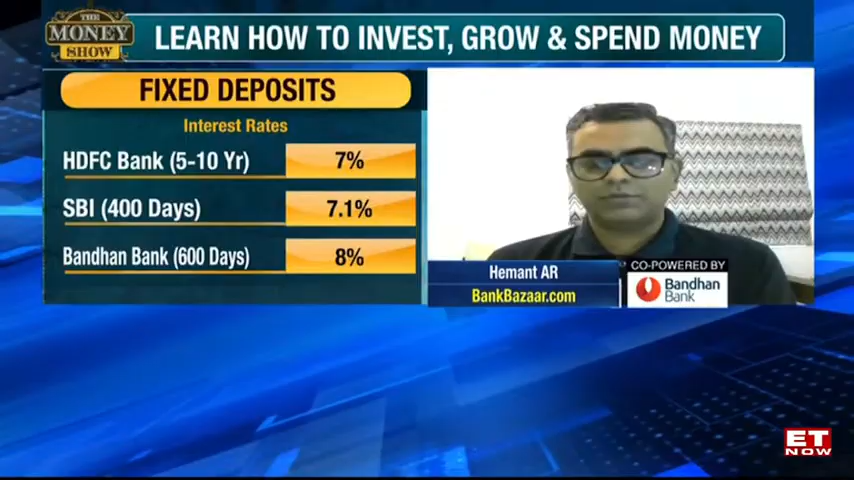 THE
MONEY
SHOW
LEARN HOW TO INVEST, GROW & SPEND MONEY
FIXED DEPOSITS
Interest Rates
HDFC Bank (5-10 Yr) 7%
SBI (400 Days) 7.1%
Bandhan Bank (600 Days) 8%
Hemant AR
BankBazaar.com
CO-POWERED BY
Bandhan
Bank
ET
NOW